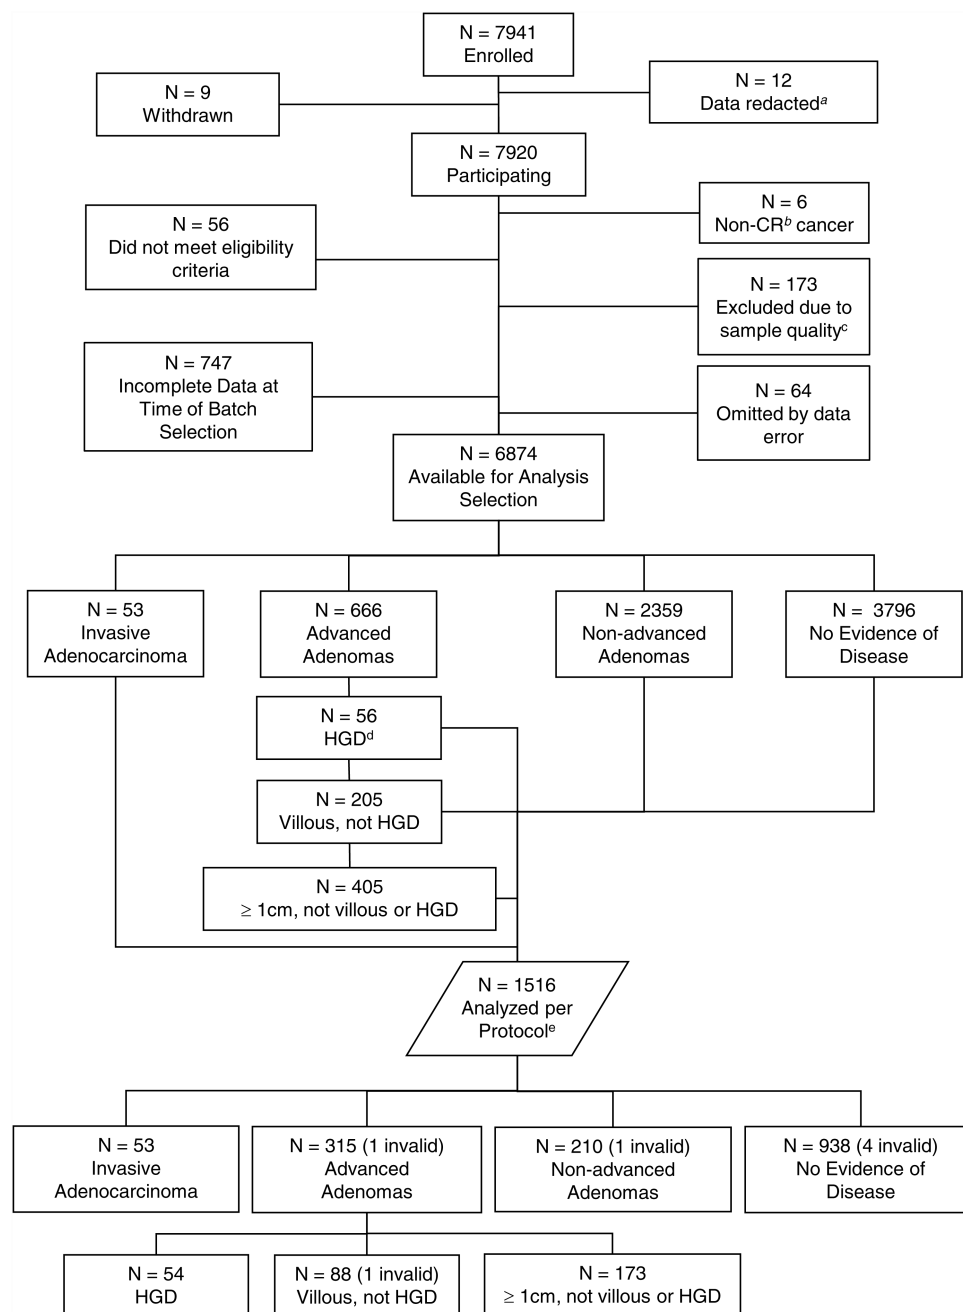 N = 7941
Enrolled
N = 9
Withdrawn
N = 12
Data redactedᵃ
N = 7920
Participating
N = 6
Non-CRᵇ cancer
N = 56
Did not meet eligibility
criteria
N = 173
Excluded due to
sample qualityᶜ
N = 747
Incomplete Data at
Time of Batch
Selection
N = 64
Omitted by data
error
N = 6874
Available for Analysis
Selection
N = 53
Invasive
Adenocarcinoma
N = 666
Advanced
Adenomas
N = 2359
Non-advanced
Adenomas
N = 3796
No Evidence of
Disease
N = 56
HGDᵈ
N = 205
Villous, not HGD
N = 405
≥ 1cm, not villous or HGD
N = 1516
Analyzed per
Protocolᵉ
N = 53
Invasive
Adenocarcinoma
N = 315 (1 invalid)
Advanced
Adenomas
N = 210 (1 invalid)
Non-advanced
Adenomas
N = 938 (4 invalid)
No Evidence of
Disease
N = 54
HGD
N = 88 (1 invalid)
Villous, not HGD
N = 173
≥ 1cm, not villous or HGD